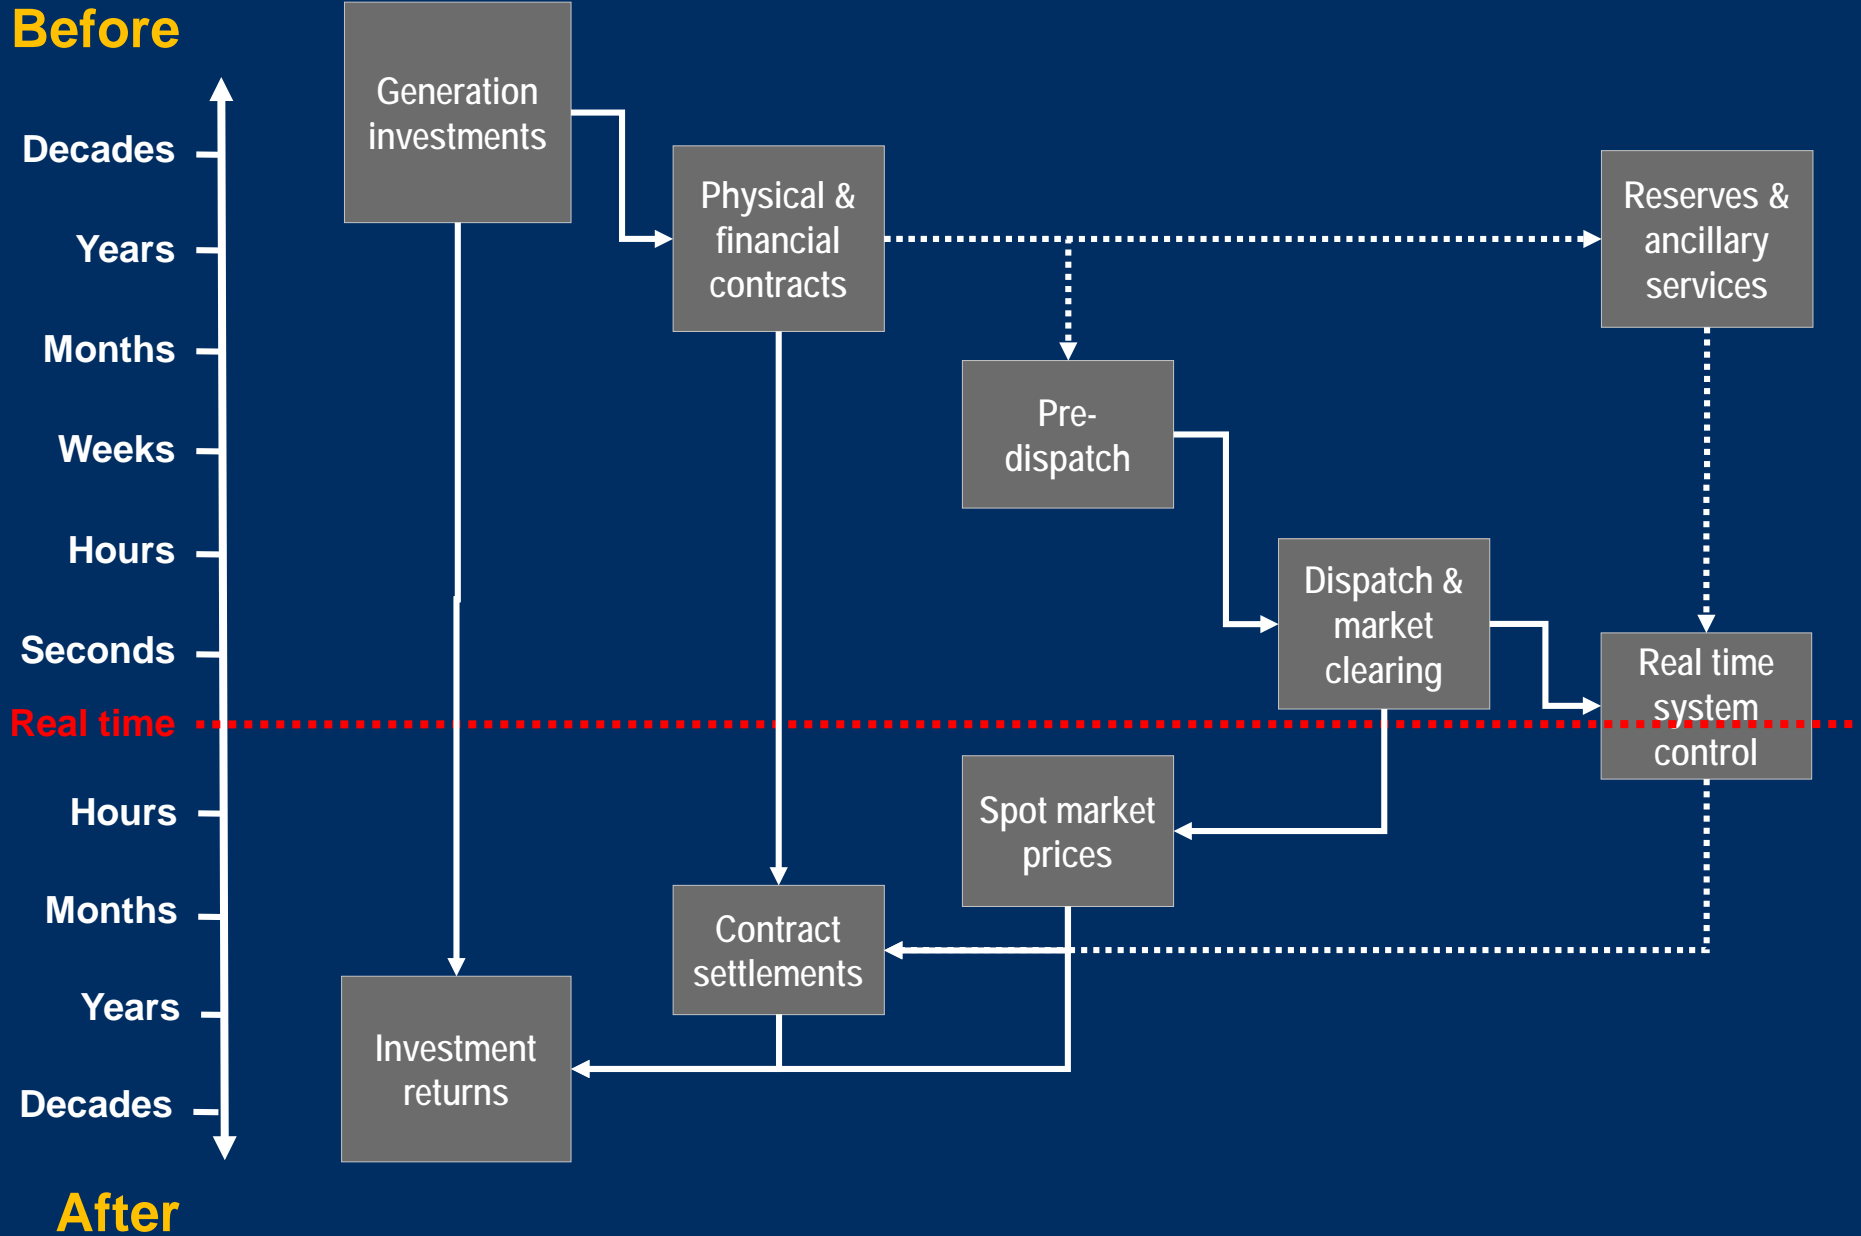 Before
Decades
Years
Months
Weeks
Hours
Seconds
Real time
Hours
Months
Years
Decades
After
Generation
investments
Physical &
financial
contracts
Reserves &
ancillary
services
Pre-
dispatch
Dispatch &
market
clearing
Real time
system
control
Spot market
prices
Contract
settlements
Investment
returns